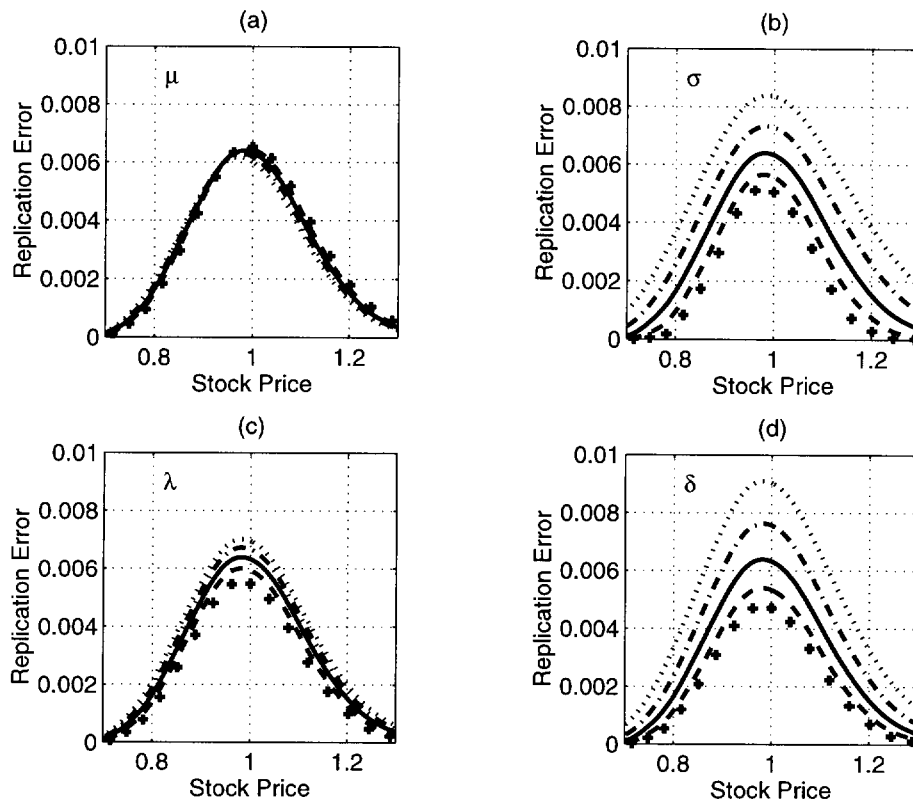 (a)
0.01
0.008
0.006
0.004
0.002
0
Replication Error
μ
0.8
1
1.2
Stock Price
(b)
0.01
0.008
0.006
0.004
0.002
0
Replication Error
σ
0.8
1
1.2
Stock Price
(c)
0.01
0.008
0.006
0.004
0.002
0
Replication Error
λ
0.8
1
1.2
Stock Price
(d)
0.01
0.008
0.006
0.004
0.002
0
Replication Error
δ
0.8
1
1.2
Stock Price